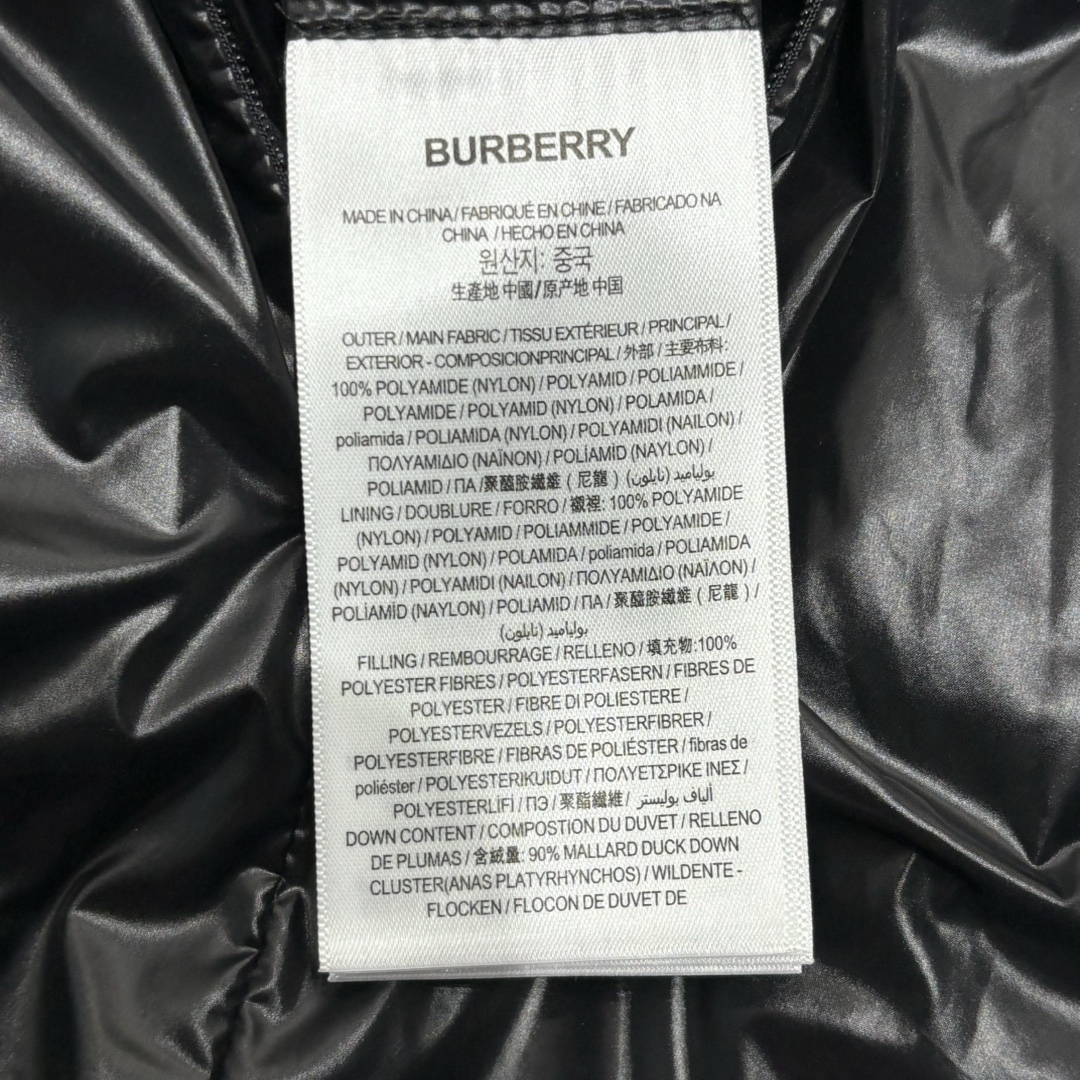 BURBERRY
MADE IN CHINA / FABRIQUÉ EN CHINE / FABRICADO NA
CHINA / HECHO EN CHINA
원산지: 중국
生產地 中國/原产地 中国
OUTER / MAIN FABRIC / TISSU EXTÉRIEUR / PRINCIPAL /
EXTERIOR - COMPOSICIONPRINCIPAL / 外部 / 主要布料:
100% POLYAMIDE (NYLON) / POLYAMID / POLIAMMIDE /
POLYAMIDE / POLYAMID (NYLON) / POLAMIDA /
poliamida / POLIAMIDA (NYLON) / POLYAMIDI (NAILON) /
ΠΟΛΥΑΜΙΔΙΟ (NAÏNON) / POLİAMİD (NAYLON) /
POLIAMID / ПА /聚醯胺纖維 ( 尼龍 ) بولياميد (نايلون)
LINING / DOUBLURE / FORRO / 襯裡: 100% POLYAMIDE
(NYLON) / POLYAMID / POLIAMMIDE / POLYAMIDE /
POLYAMID (NYLON) / POLAMIDA / poliamida / POLIAMIDA
(NYLON) / POLYAMIDI (NAILON) / ΠΟΛΥΑΜΙΔΙΟ (ΝΑΪΛΟΝ) /
POLİAMİD (NAYLON) / POLIAMID / ПА / 聚醯胺纖維 ( 尼龍 ) /
بولياميد (نايلون)
FILLING / REMBOURRAGE / RELLENO / 填充物:100%
POLYESTER FIBRES / POLYESTERFASERN / FIBRES DE
POLYESTER / FIBRE DI POLIESTERE /
POLYESTERVEZELS / POLYESTERFIBRER /
POLYESTERFIBRE / FIBRAS DE POLIÉSTER / fibras de
poliéster / POLYESTERIKUIDUT / ΠΟΛΥΕΤΣΡΙΚΕ ΙΝΕΣ /
POLYESTERLİFİ / ПЭ / 聚酯纖維/ ألياف بوليستر
DOWN CONTENT / COMPOSTION DU DUVET / RELLENO
DE PLUMAS / 含絨量: 90% MALLARD DUCK DOWN
CLUSTER(ANAS PLATYRHYNCHOS) / WILDENTE -
FLOCKEN / FLOCON DE DUVET DE